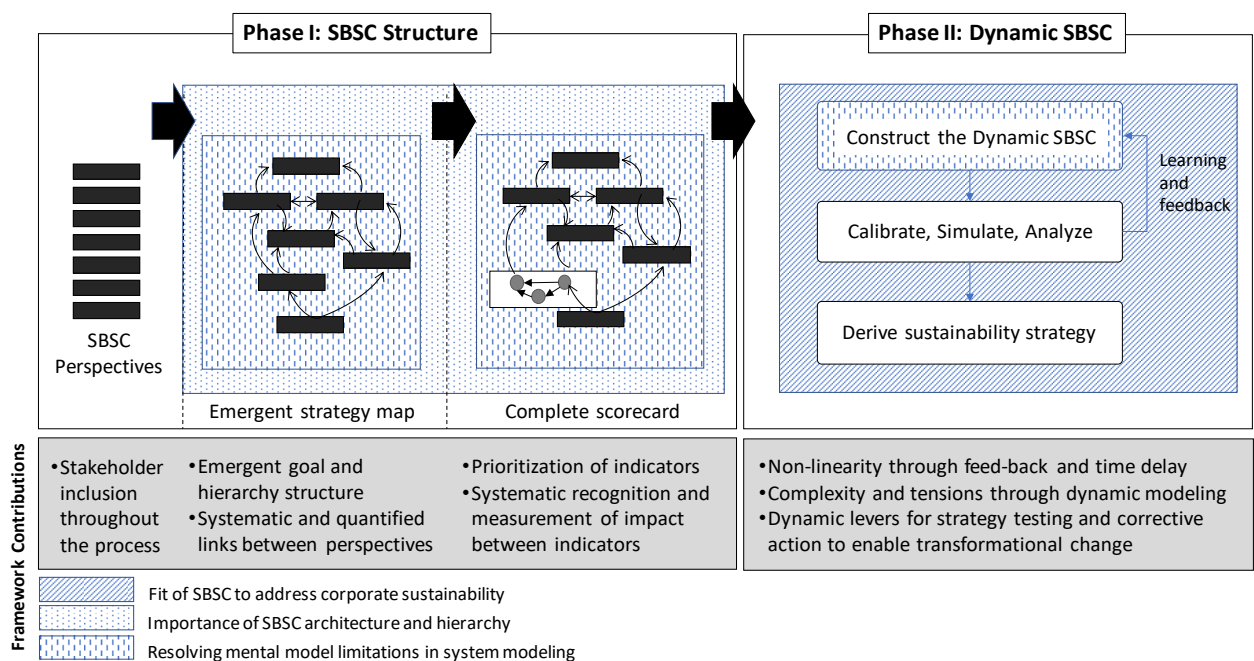 Phase I: SBSC Structure
Phase II: Dynamic SBSC
SBSC
Perspectives
Emergent strategy map
Complete scorecard
Construct the Dynamic SBSC
Learning
and
feedback
Calibrate, Simulate, Analyze
Derive sustainability strategy
Framework Contributions
•Stakeholder
inclusion
throughout
the process
•Emergent goal and
hierarchy structure
•Systematic and quantified
links between perspectives
•Prioritization of indicators
•Systematic recognition and
measurement of impact
between indicators
•Non-linearity through feed-back and time delay
•Complexity and tensions through dynamic modeling
•Dynamic levers for strategy testing and corrective
action to enable transformational change
Fit of SBSC to address corporate sustainability
Importance of SBSC architecture and hierarchy
Resolving mental model limitations in system modeling